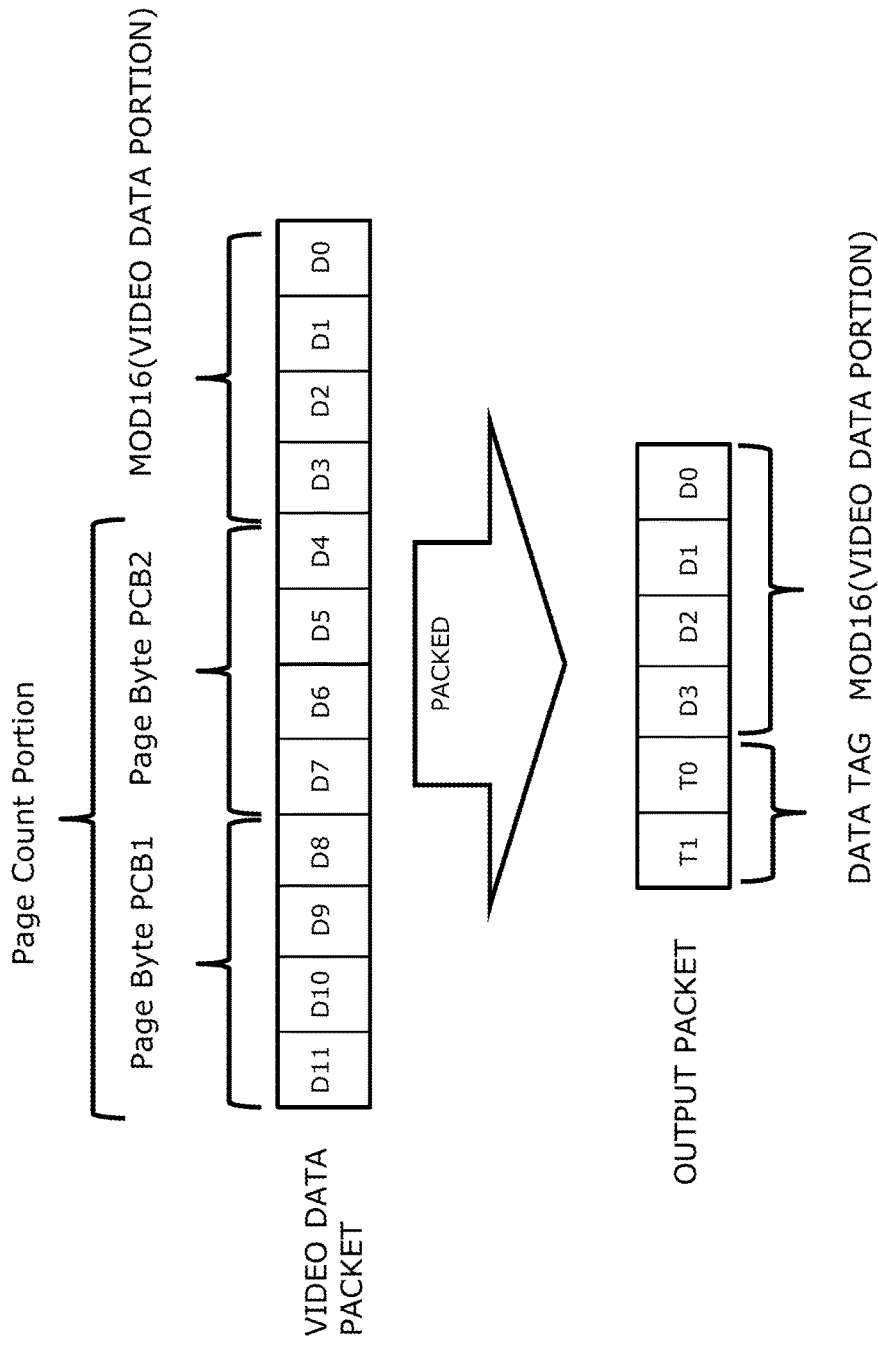 Page Count Portion
Page Byte PCB1 Page Byte PCB2 MOD16(VIDEO DATA PORTION)
VIDEO DATA
PACKET
D11 D10 D9 D8 D7 D6 D5 D4 D3 D2 D1 D0
PACKED
OUTPUT PACKET
T1 T0 D3 D2 D1 D0
DATA TAG MOD16(VIDEO DATA PORTION)